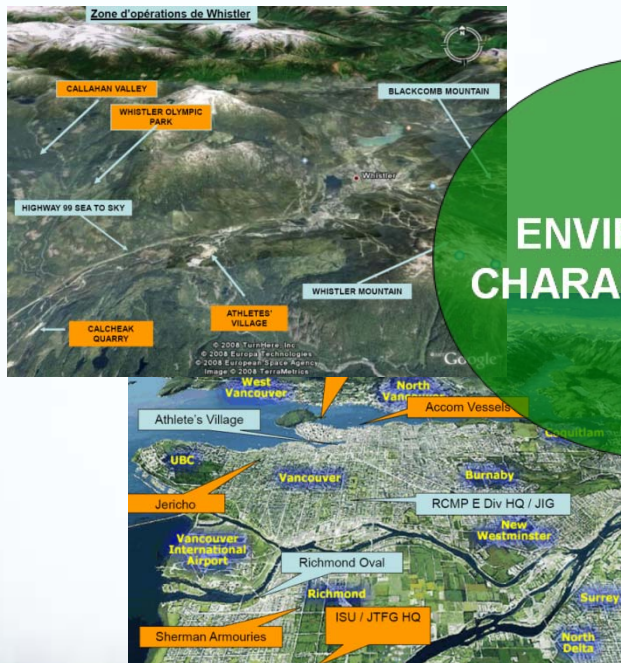 Zone d'opérations de Whistler
CALLAHAN VALLEY
BLACKCOMB MOUNTAIN
WHISTLER OLYMPIC
PARK
Whistler
HIGHWAY 99 SEA TO SKY
WHISTLER MOUNTAIN
ATHLETES'
VILLAGE
CALCHEAK
QUARRY
© 2008 TurnHere, Inc.
© 2008 Europa Technologies
© 2008 European Space Agency
Image © 2008 TerraMetrics
Google
ENVI
CHARA
West
Vancouver
North
Vancouver
Accom Vessels
Athlete's Village
Coquitlam
UBC
Vancouver
Burnaby
Jericho
RCMP E Div HQ / JIG
New
Westminster
Vancouver
International
Airport
Richmond Oval
Richmond
Surrey
ISU / JTFG HQ
Sherman Armouries
North
Delta